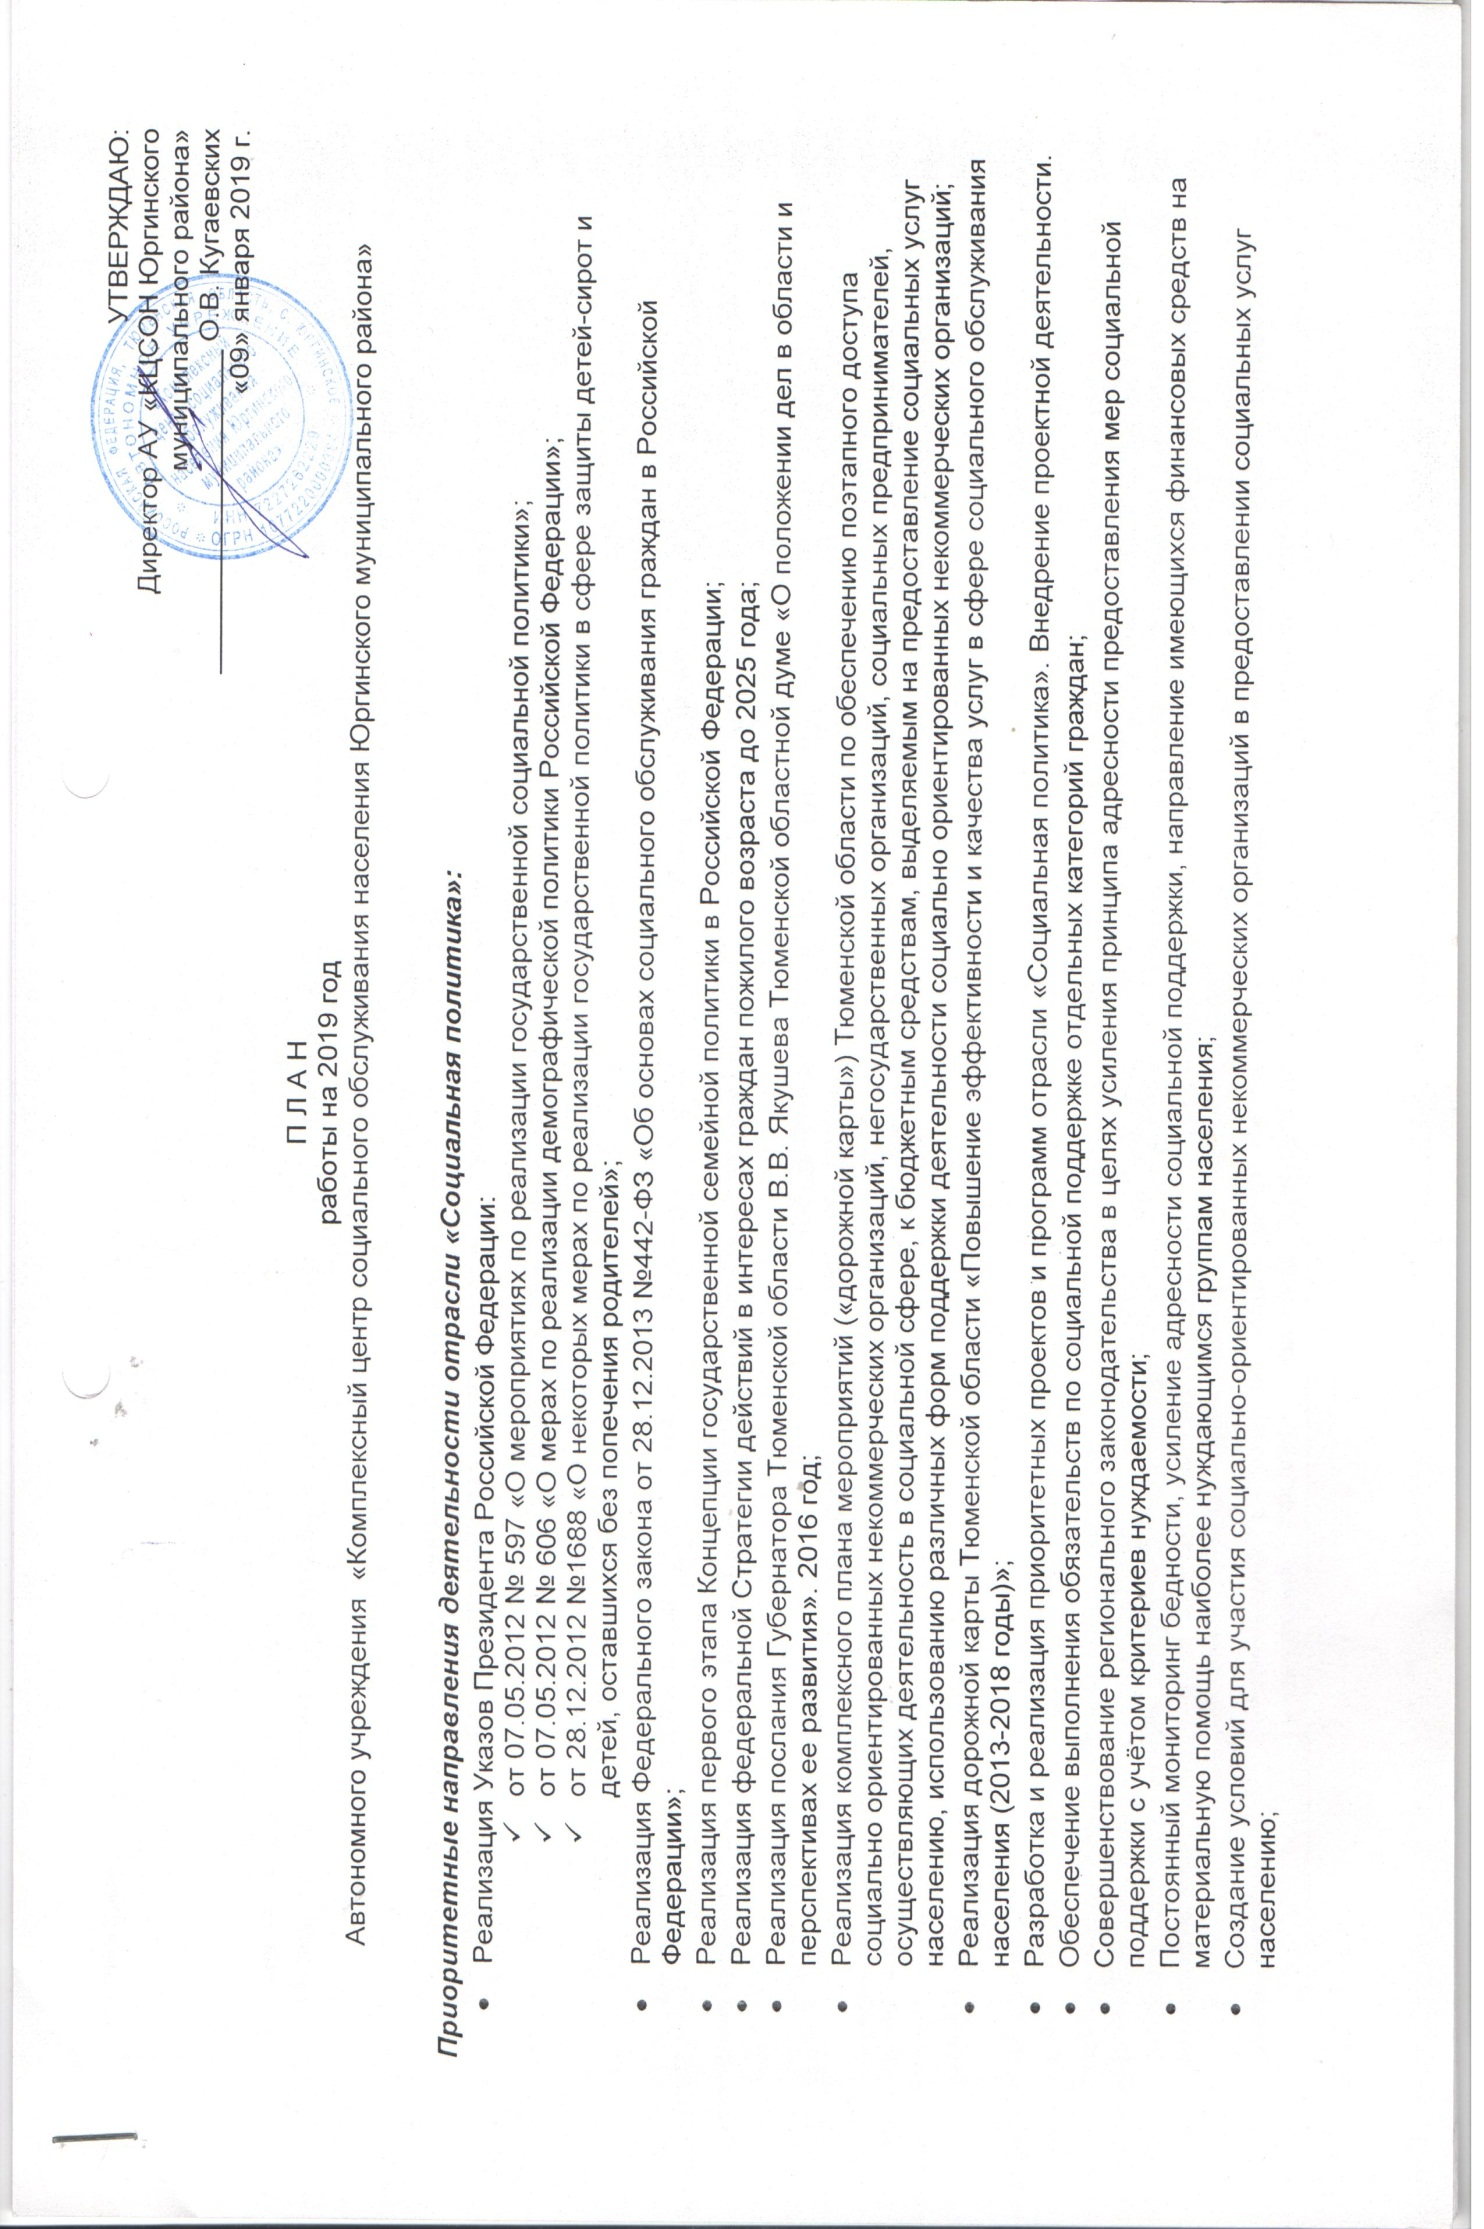 УТВЕРЖДАЮ:
Директор АУ «КЦСОН Юргинского
муниципального района»
О.В. Кугаевских
«09» января 2019 г.
П Л А Н
работы на 2019 год
Автономного учреждения «Комплексный центр социального обслуживания населения Юргинского муниципального района»
Приоритетные направления деятельности отрасли «Социальная политика»:
• Реализация Указов Президента Российской Федерации:
✓ от 07.05.2012 № 597 «О мероприятиях по реализации государственной социальной политики»;
✓ от 07.05.2012 № 606 «О мерах по реализации демографической политики Российской Федерации»;
✓ от 28.12.2012 №1688 «О некоторых мерах по реализации государственной политики в сфере защиты детей-сирот и
детей, оставшихся без попечения родителей»;
• Реализация Федерального закона от 28.12.2013 №442-ФЗ «Об основах социального обслуживания граждан в Российской
Федерации»;
• Реализация первого этапа Концепции государственной семейной политики в Российской Федерации;
• Реализация федеральной Стратегии действий в интересах граждан пожилого возраста до 2025 года;
• Реализация послания Губернатора Тюменской области В.В. Якушева Тюменской областной думе «О положении дел в области и
перспективах ее развития». 2016 год;
• Реализация комплексного плана мероприятий («дорожной карты») Тюменской области по обеспечению поэтапного доступа
социально ориентированных некоммерческих организаций, негосударственных организаций, социальных предпринимателей,
осуществляющих деятельность в социальной сфере, к бюджетным средствам, выделяемым на предоставление социальных услуг
населению, использованию различных форм поддержки деятельности социально ориентированных некоммерческих организаций;
• Реализация дорожной карты Тюменской области «Повышение эффективности и качества услуг в сфере социального обслуживания
населения (2013-2018 годы)»;
• Разработка и реализация приоритетных проектов и программ отрасли «Социальная политика». Внедрение проектной деятельности.
• Обеспечение выполнения обязательств по социальной поддержке отдельных категорий граждан;
• Совершенствование регионального законодательства в целях усиления принципа адресности предоставления мер социальной
поддержки с учётом критериев нуждаемости;
• Постоянный мониторинг бедности, усиление адресности социальной поддержки, направление имеющихся финансовых средств на
материальную помощь наиболее нуждающимся группам населения;
• Создание условий для участия социально-ориентированных некоммерческих организаций в предоставлении социальных услуг
населению;